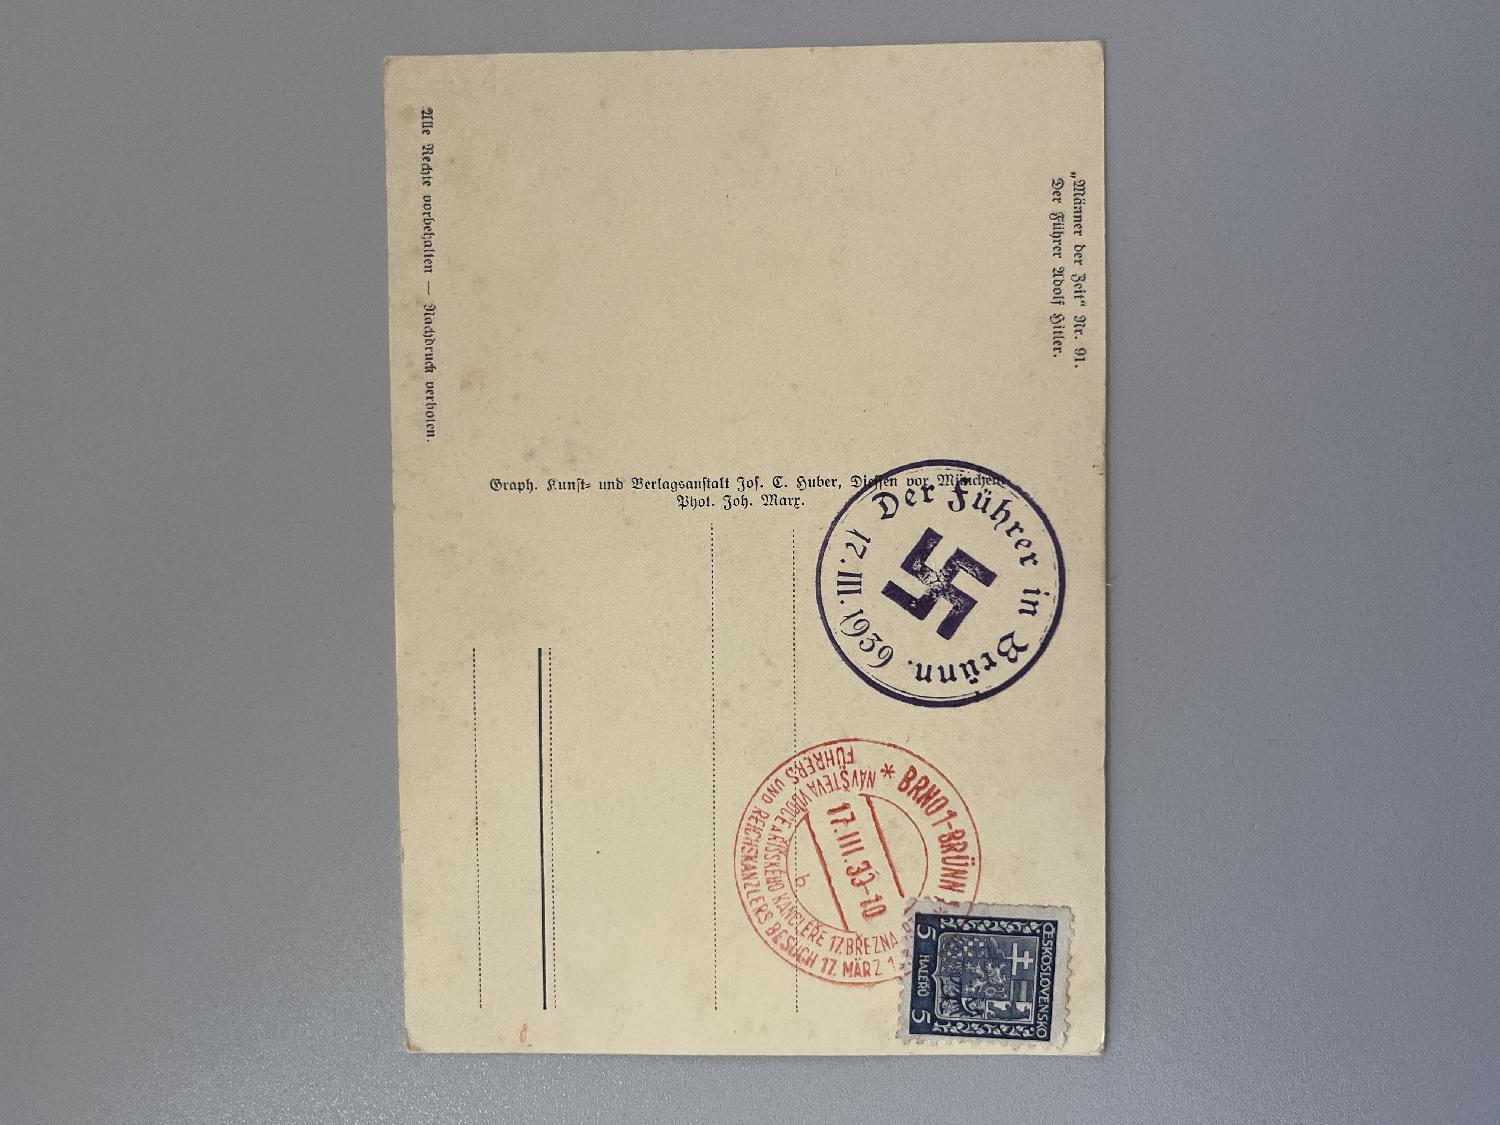 „Männer der Zeit“ Nr. 91.
Der Führer Adolf Hitler.
Alle Rechte vorbehalten — Nachdruck verboten.
Graph. Kunst- und Verlagsanstalt Jos. C. Huber, Diessen vor München.
Phot. Joh. Marx.
Der Führer in Brünn.
17. III. 1939
* BRNO 1-BRÜNN
17.III.39-10
NÁVŠTĚVA VŮDCE A ŘÍŠSKÉHO KANCLÉŘE 17. BŘEZNA
FÜHRERS UND REICHSKANZLERS BESUCH 17. MÄRZ
b
ČESKOSLOVENSKO
5 HALÉŘŮ 5